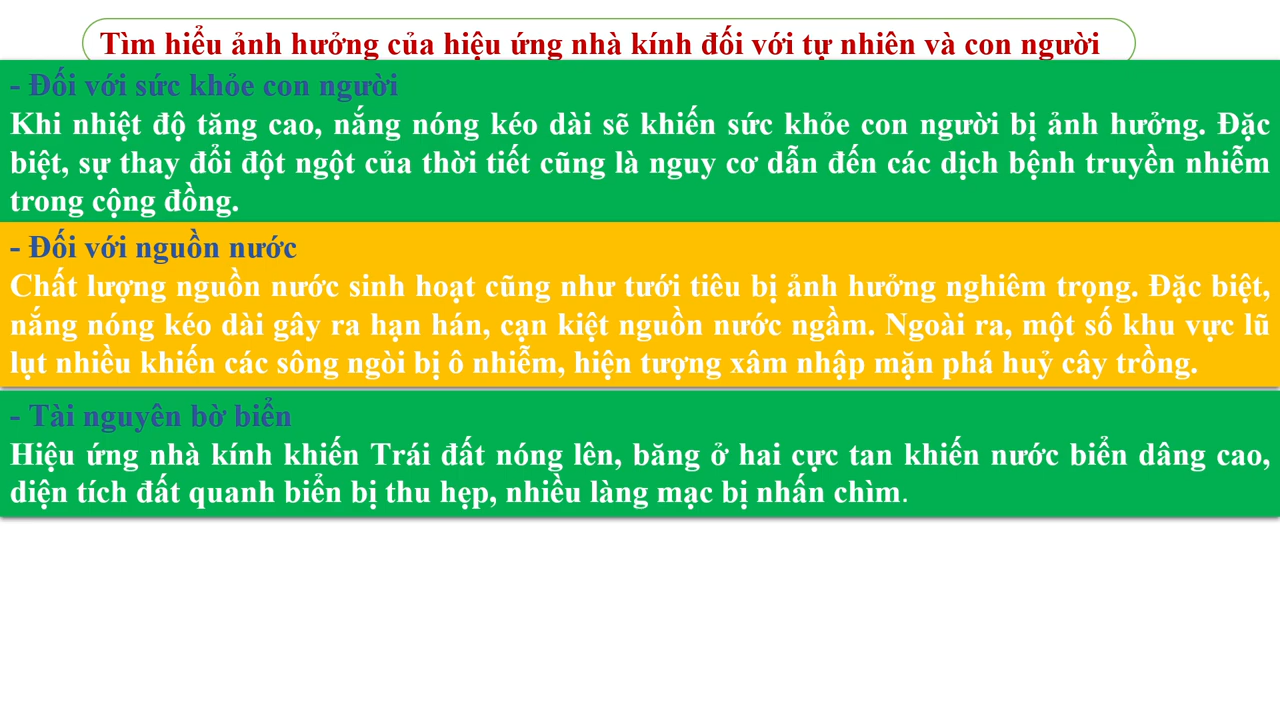 Tìm hiểu ảnh hưởng của hiệu ứng nhà kính đối với tự nhiên và con người
- Đối với sức khỏe con người
Khi nhiệt độ tăng cao, nắng nóng kéo dài sẽ khiến sức khỏe con người bị ảnh hưởng. Đặc
biệt, sự thay đổi đột ngột của thời tiết cũng là nguy cơ dẫn đến các dịch bệnh truyền nhiễm
trong cộng đồng.
- Đối với nguồn nước
Chất lượng nguồn nước sinh hoạt cũng như tưới tiêu bị ảnh hưởng nghiêm trọng. Đặc biệt,
nắng nóng kéo dài gây ra hạn hán, cạn kiệt nguồn nước ngầm. Ngoài ra, một số khu vực lũ
lụt nhiều khiến các sông ngòi bị ô nhiễm, hiện tượng xâm nhập mặn phá huỷ cây trồng.
- Tài nguyên bờ biển
Hiệu ứng nhà kính khiến Trái đất nóng lên, băng ở hai cực tan khiến nước biển dâng cao,
diện tích đất quanh biển bị thu hẹp, nhiều làng mạc bị nhấn chìm.